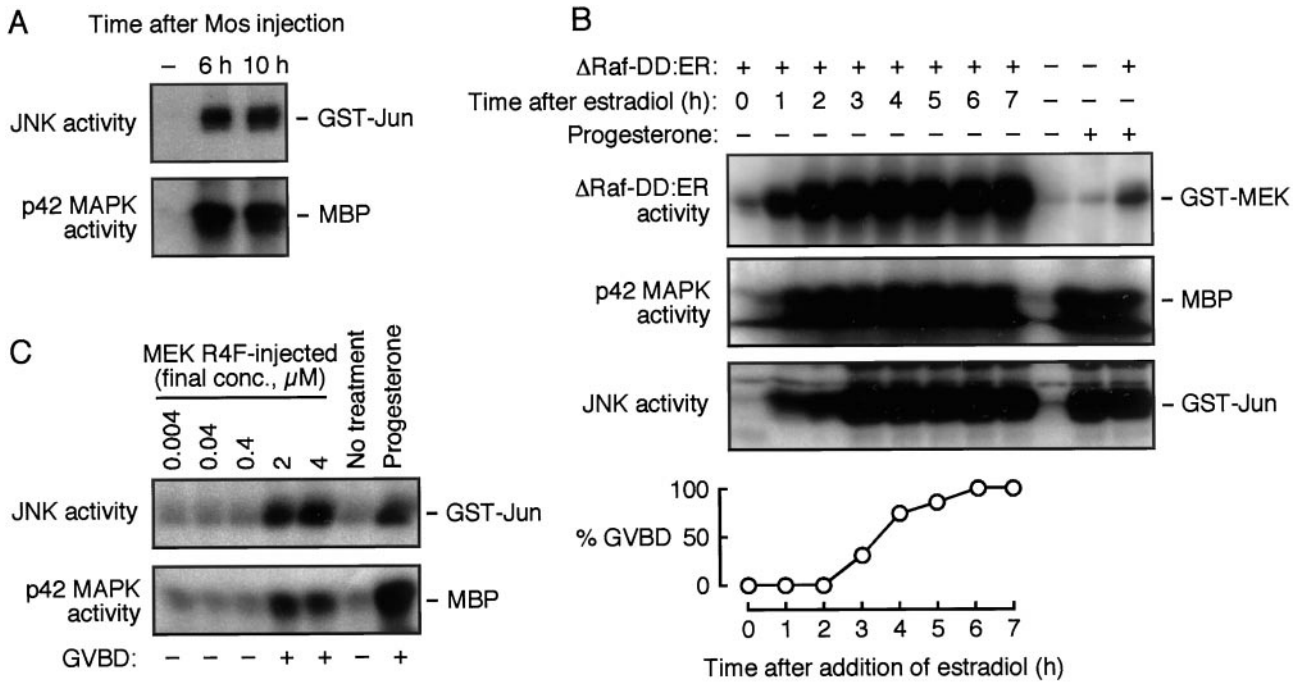 A
Time after Mos injection
– 6 h 10 h
JNK activity
– GST-Jun
p42 MAPK
activity
– MBP
B
ΔRaf-DD:ER: + + + + + + + + – – +
Time after estradiol (h): 0 1 2 3 4 5 6 7 – – –
Progesterone: – – – – – – – – – + +
ΔRaf-DD:ER
activity
– GST-MEK
p42 MAPK
activity
– MBP
JNK activity
– GST-Jun
100
% GVBD 50
0
0 1 2 3 4 5 6 7
Time after addition of estradiol (h)
C
MEK R4F-injected
(final conc., μM)
0.004
0.04
0.4
2
4
No treatment
Progesterone
JNK activity
– GST-Jun
p42 MAPK
activity
– MBP
GVBD: – – – + + – +